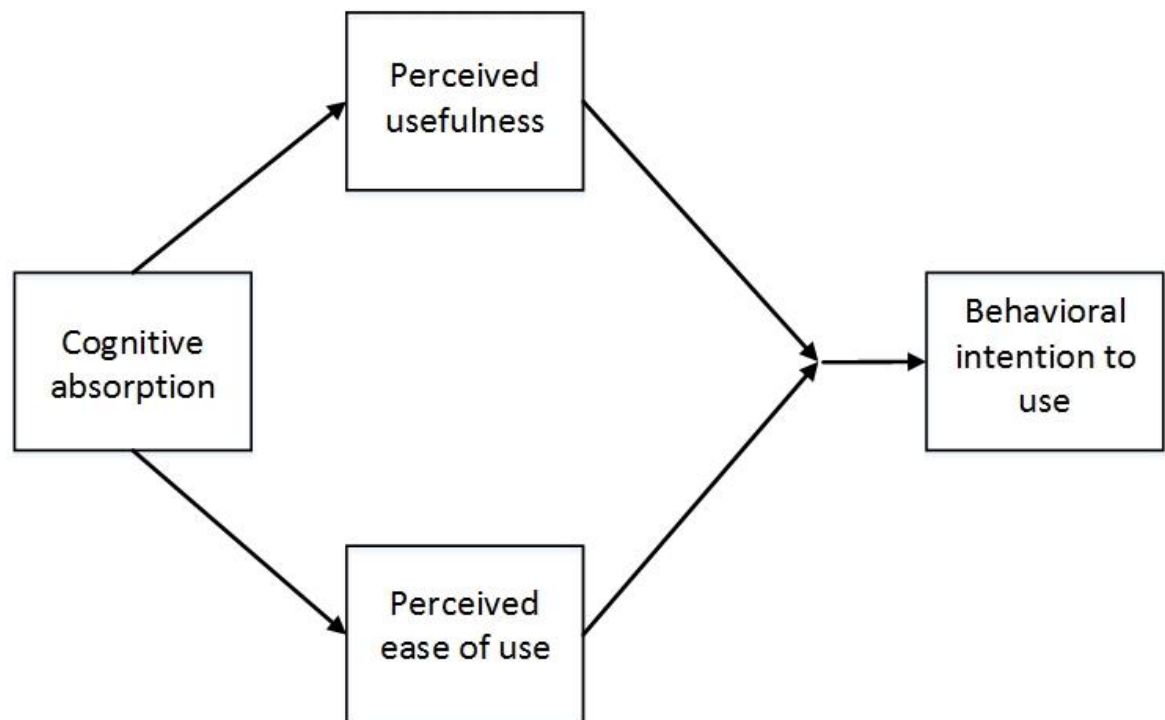 Perceived
usefulness
Cognitive
absorption
Behavioral
intention to
use
Perceived
ease of use